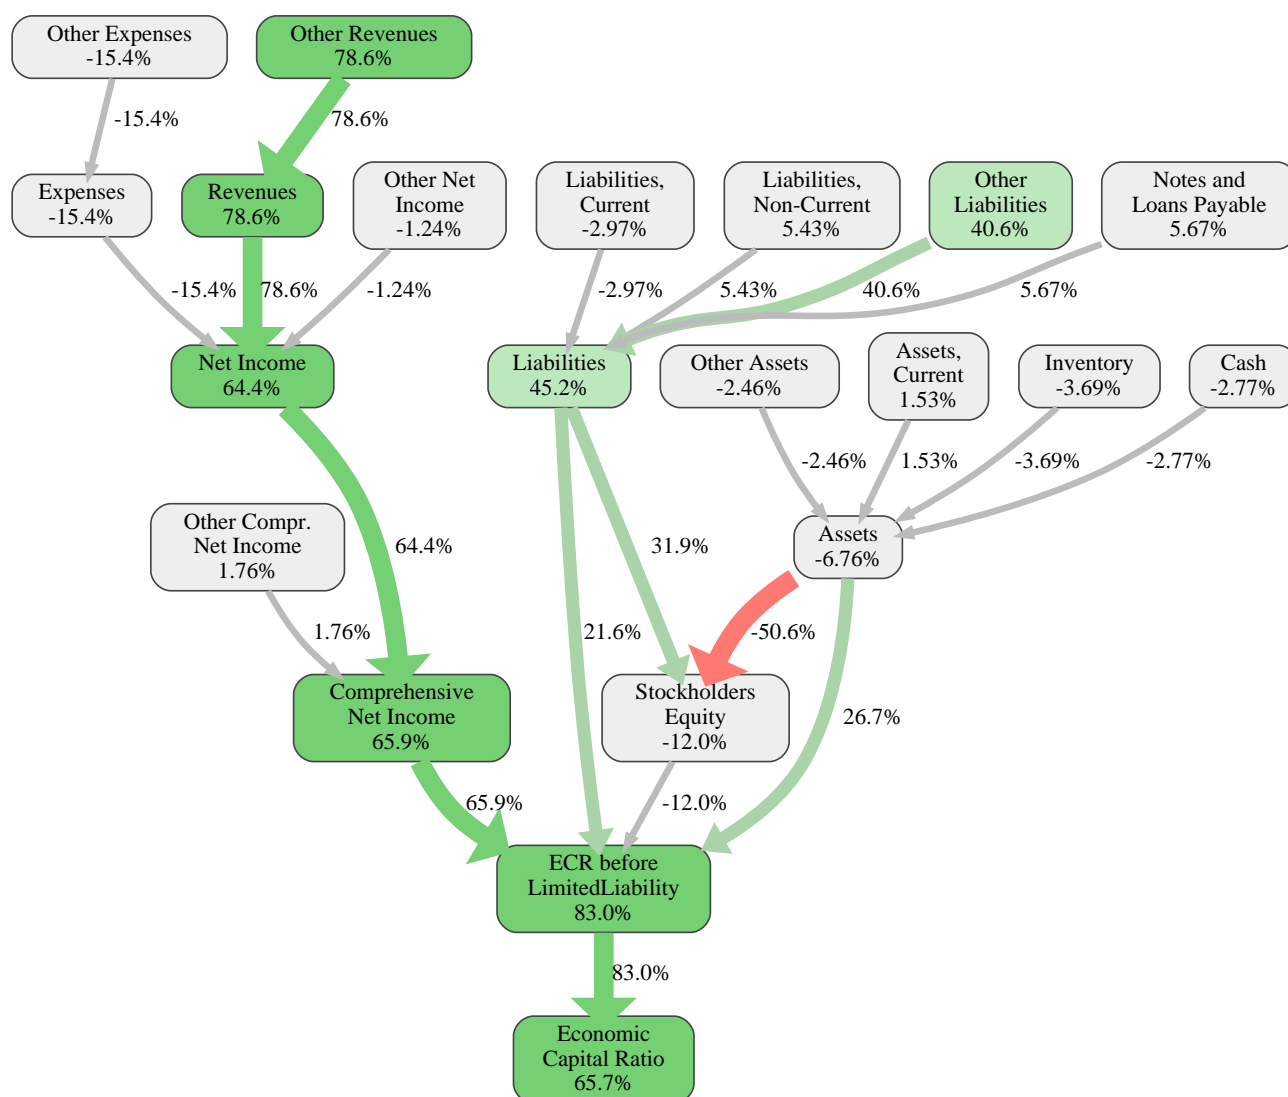 Other Expenses
-15.4%
Other Revenues
78.6%
-15.4%
78.6%
Expenses
-15.4%
Revenues
78.6%
Other Net
Income
-1.24%
Liabilities,
Current
-2.97%
Liabilities,
Non-Current
5.43%
Other
Liabilities
40.6%
Notes and
Loans Payable
5.67%
-15.4%
78.6%
-1.24%
-2.97%
5.43%
40.6%
5.67%
Net Income
64.4%
Liabilities
45.2%
Other Assets
-2.46%
Assets,
Current
1.53%
Inventory
-3.69%
Cash
-2.77%
-2.46%
1.53%
-3.69%
-2.77%
Other Compr.
Net Income
1.76%
64.4%
31.9%
Assets
-6.76%
1.76%
21.6%
-50.6%
Comprehensive
Net Income
65.9%
Stockholders
Equity
-12.0%
26.7%
65.9%
-12.0%
ECR before
LimitedLiability
83.0%
83.0%
Economic
Capital Ratio
65.7%